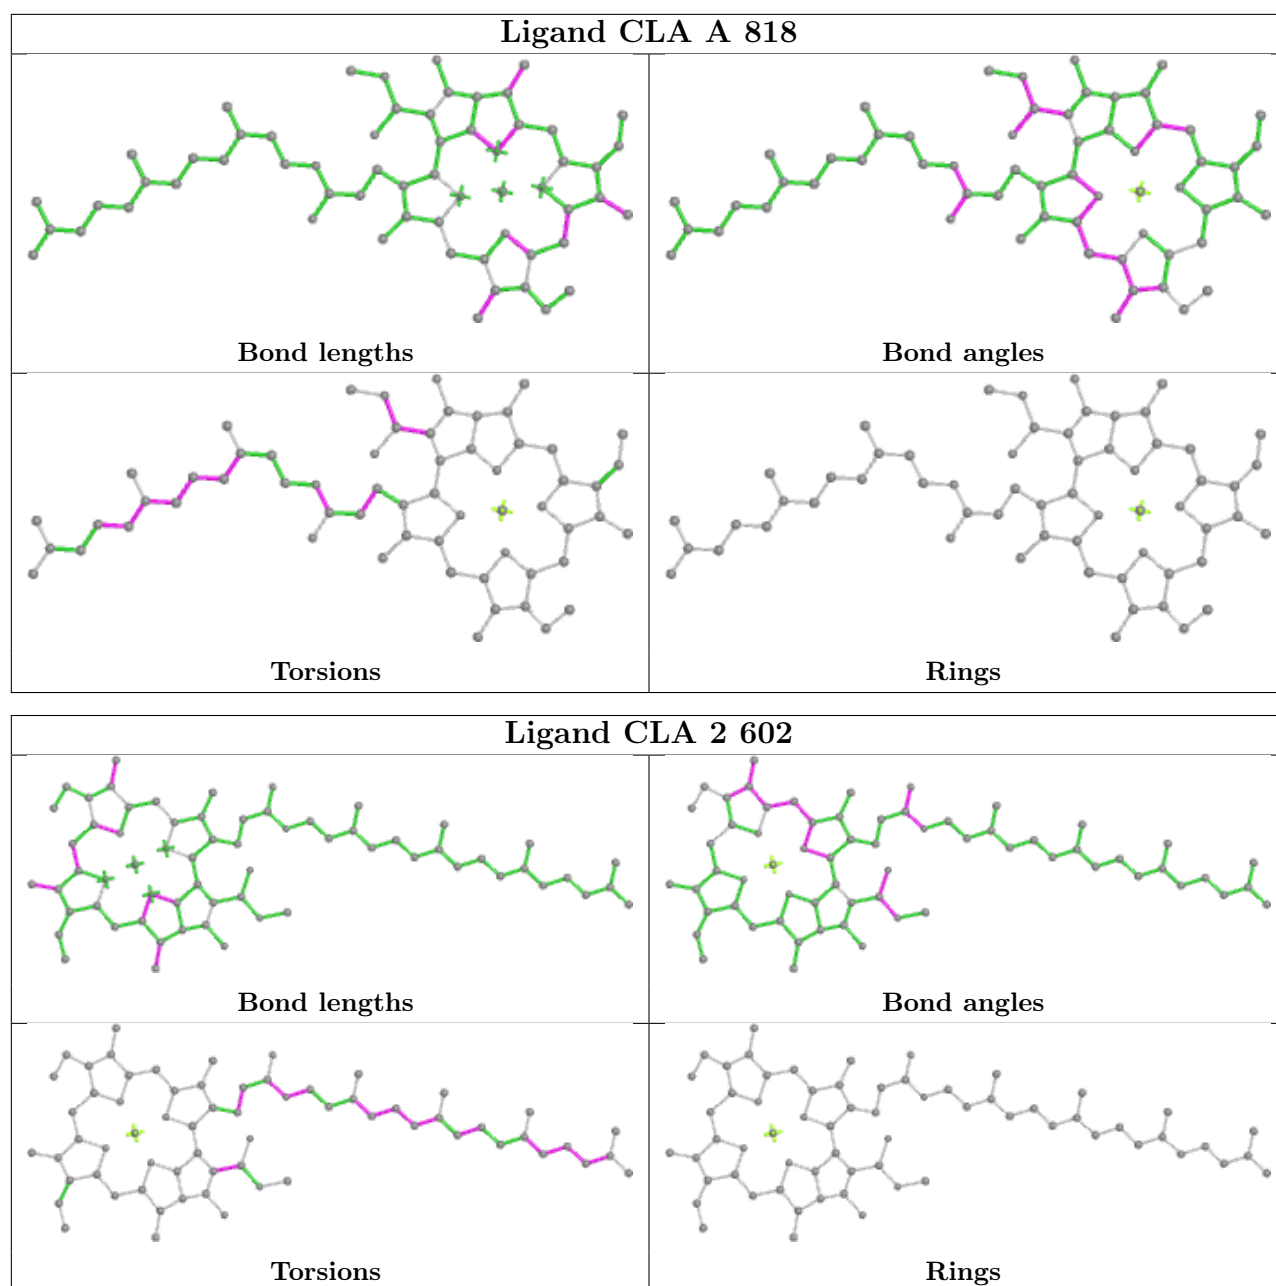 Ligand CLA A 818
Bond lengths
Bond angles
Torsions
Rings
Ligand CLA 2 602
Bond lengths
Bond angles
Torsions
Rings